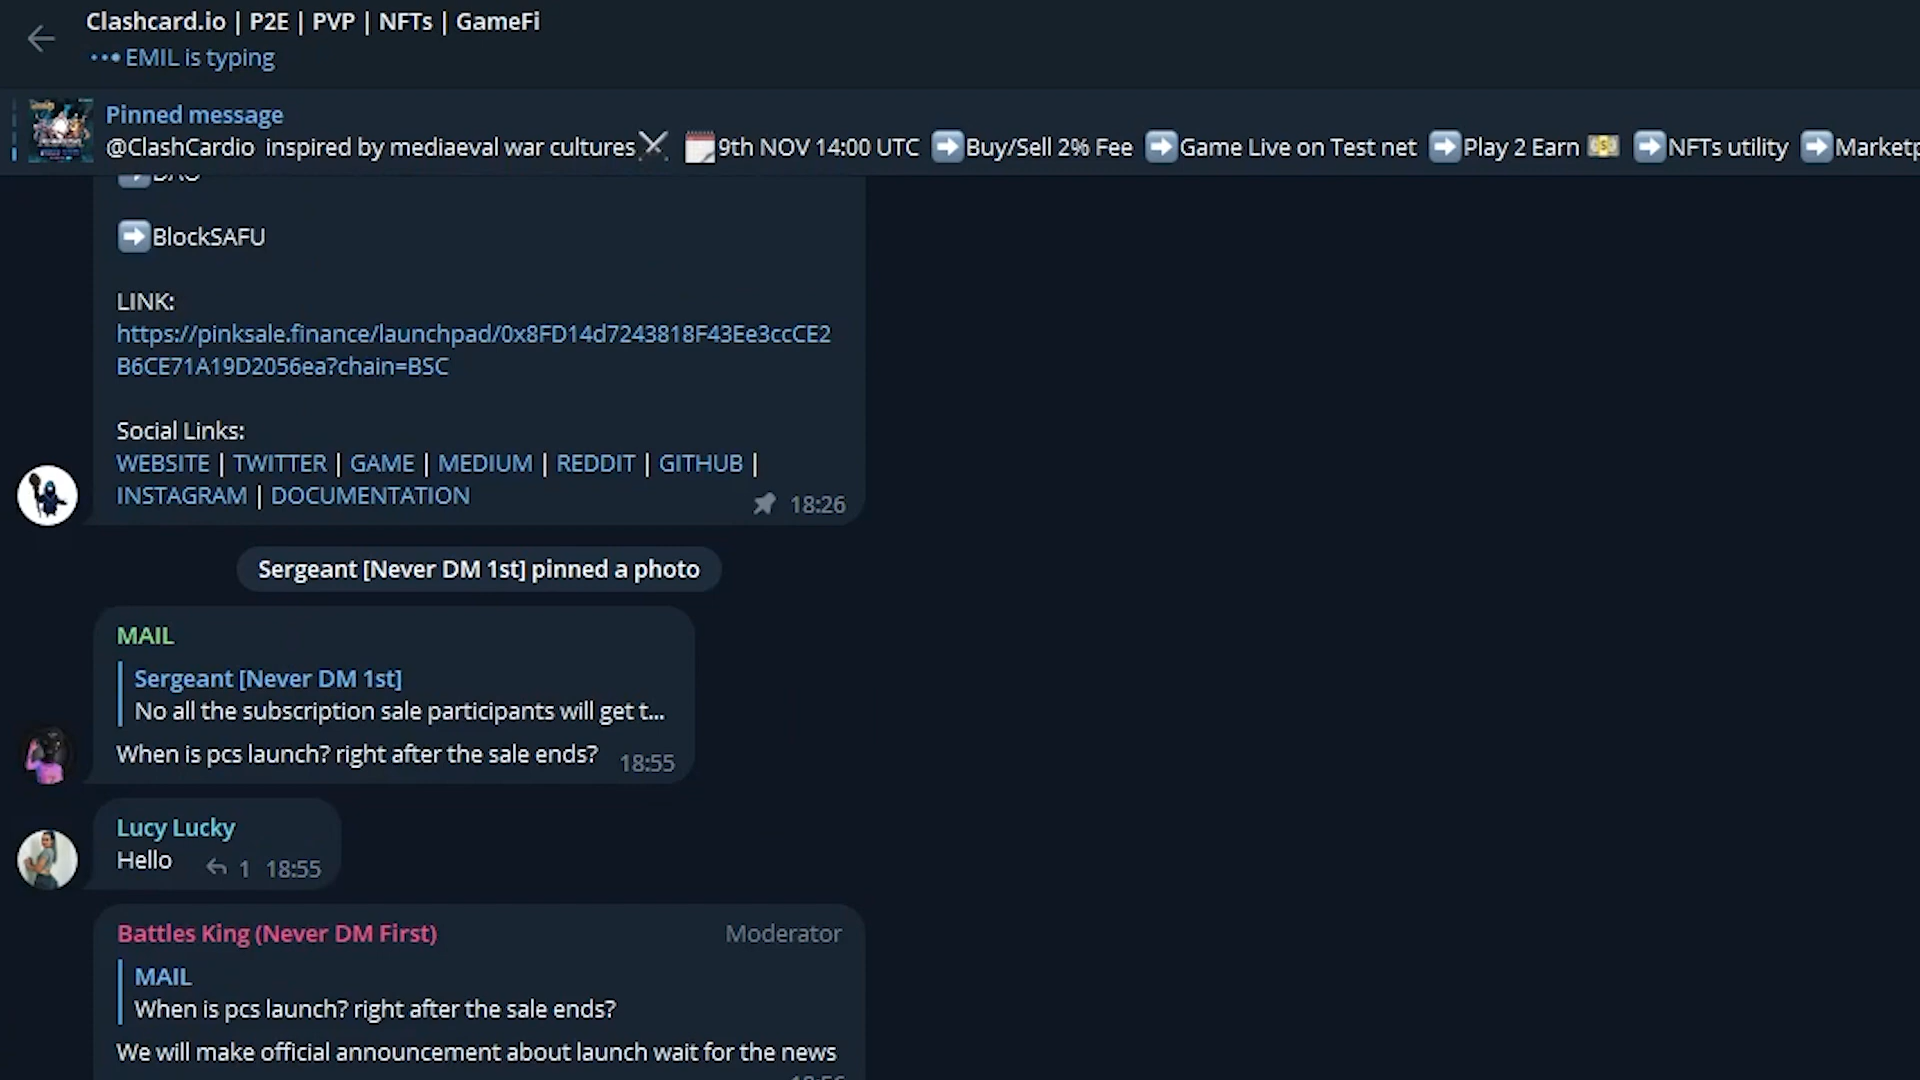 Clashcard.io | P2E | PVP | NFTs | GameFi
EMIL is typing
Pinned message
@ClashCardio inspired by mediaeval war cultures⚔ 🗓9th NOV 14:00 UTC ➡Buy/Sell 2% Fee ➡Game Live on Test net ➡Play 2 Earn 💵 ➡NFTs utility ➡Marketp
➡DAO
➡BlockSAFU
LINK:
https://pinksale.finance/launchpad/0x8FD14d7243818F43Ee3ccCE2
B6CE71A19D2056ea?chain=BSC
Social Links:
WEBSITE | TWITTER | GAME | MEDIUM | REDDIT | GITHUB |
INSTAGRAM | DOCUMENTATION
18:26
Sergeant [Never DM 1st] pinned a photo
MAIL
Sergeant [Never DM 1st]
No all the subscription sale participants will get t...
When is pcs launch? right after the sale ends? 18:55
Lucy Lucky
Hello 1 18:55
Battles King (Never DM First) Moderator
MAIL
When is pcs launch? right after the sale ends?
We will make official announcement about launch wait for the news